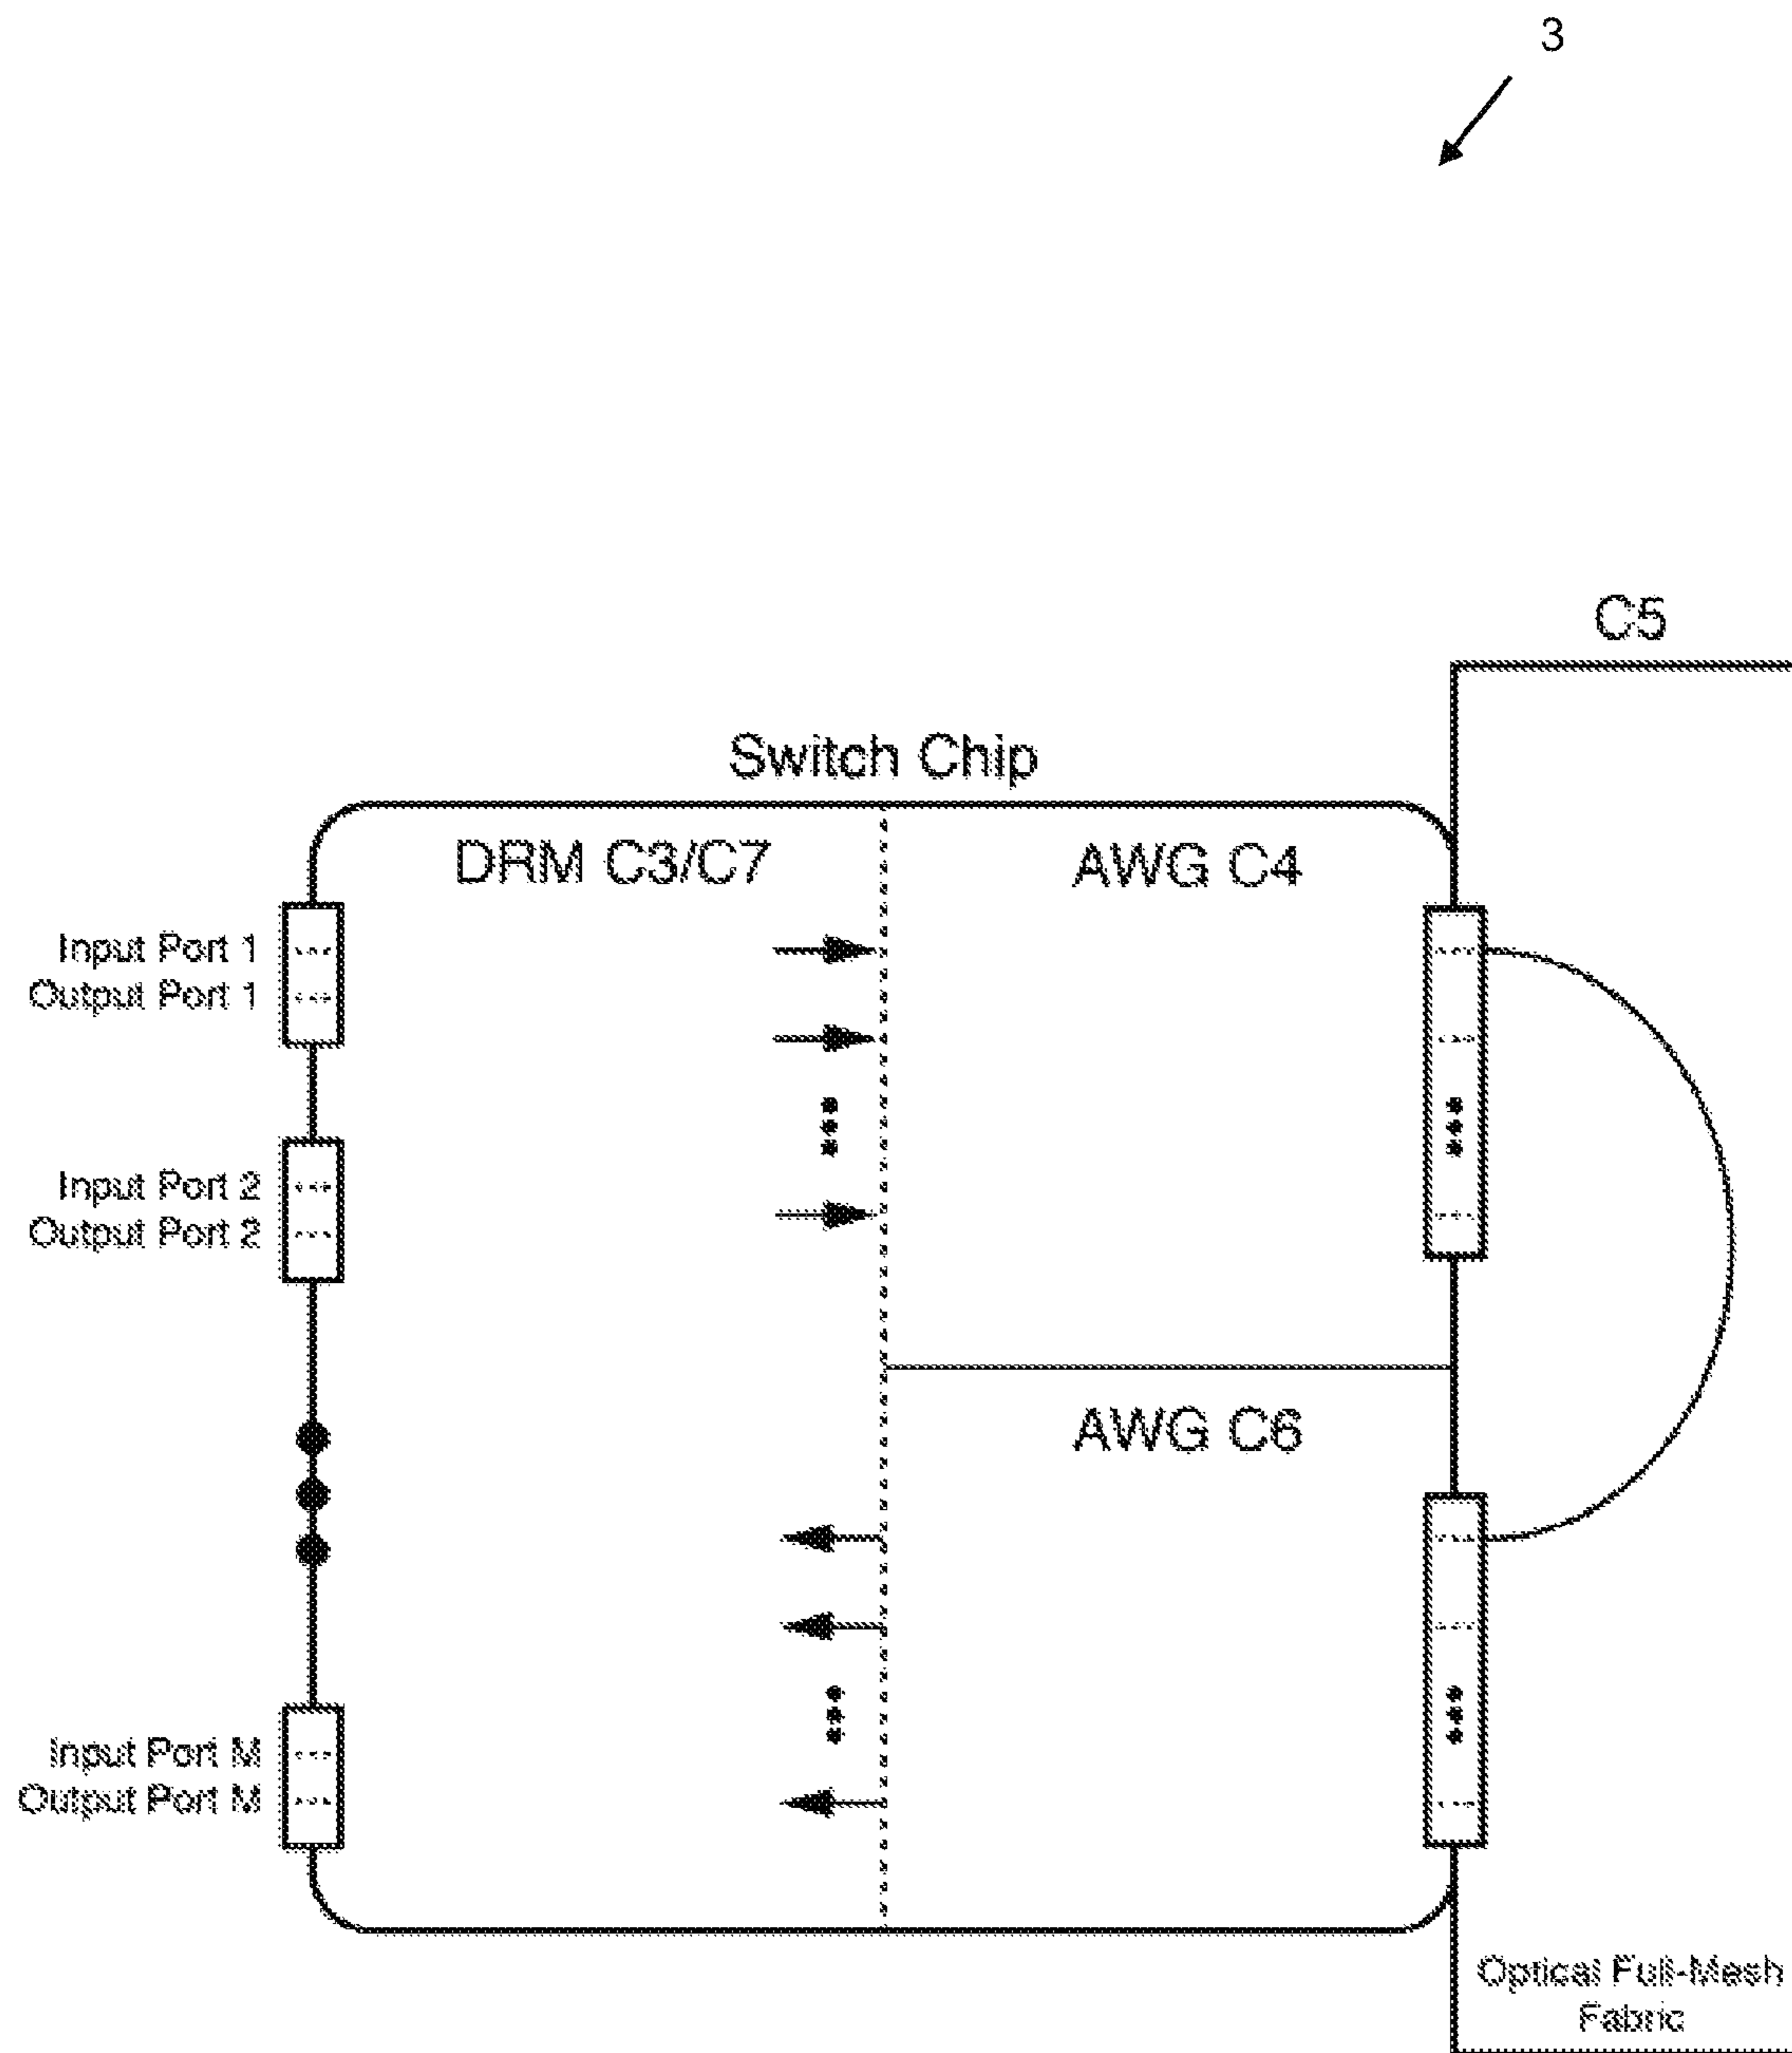 3
C5
Switch Chip
DRM C3/C7
AWG C4
Input Port 1
Output Port 1
Input Port 2
Output Port 2
AWG C6
Input Port M
Output Port M
Optical Full-Mesh
Fabric